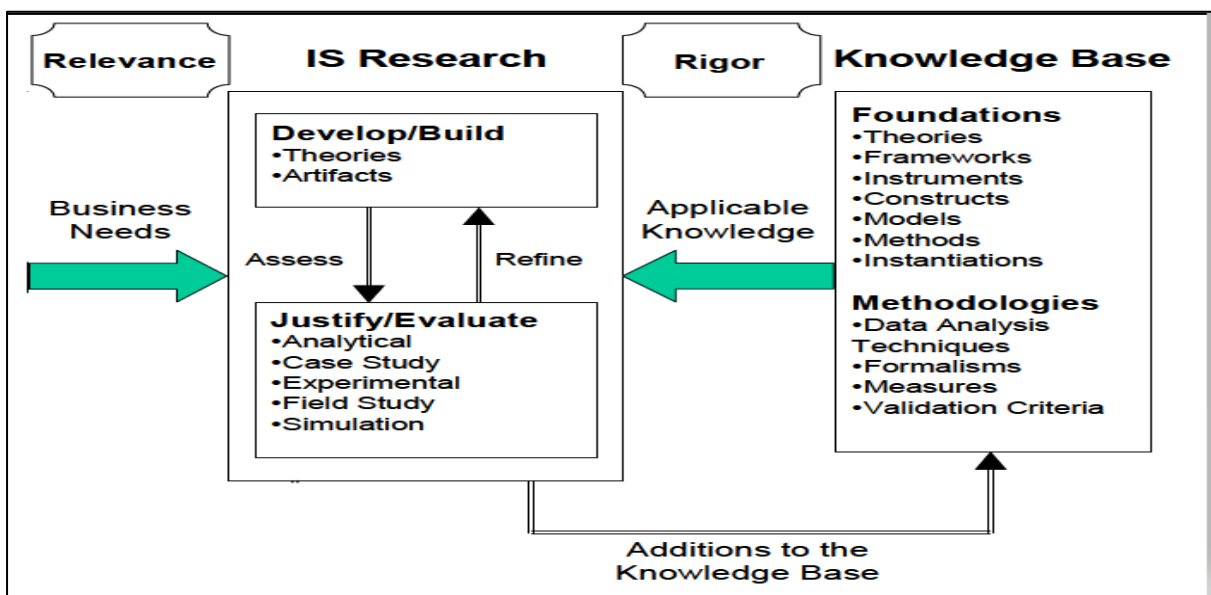 Relevance
IS Research
Rigor
Knowledge Base
Business
Needs
Develop/Build
•Theories
•Artifacts
Assess
Refine
Justify/Evaluate
•Analytical
•Case Study
•Experimental
•Field Study
•Simulation
Applicable
Knowledge
Foundations
•Theories
•Frameworks
•Instruments
•Constructs
•Models
•Methods
•Instantiations
Methodologies
•Data Analysis
Techniques
•Formalisms
•Measures
•Validation Criteria
Additions to the
Knowledge Base